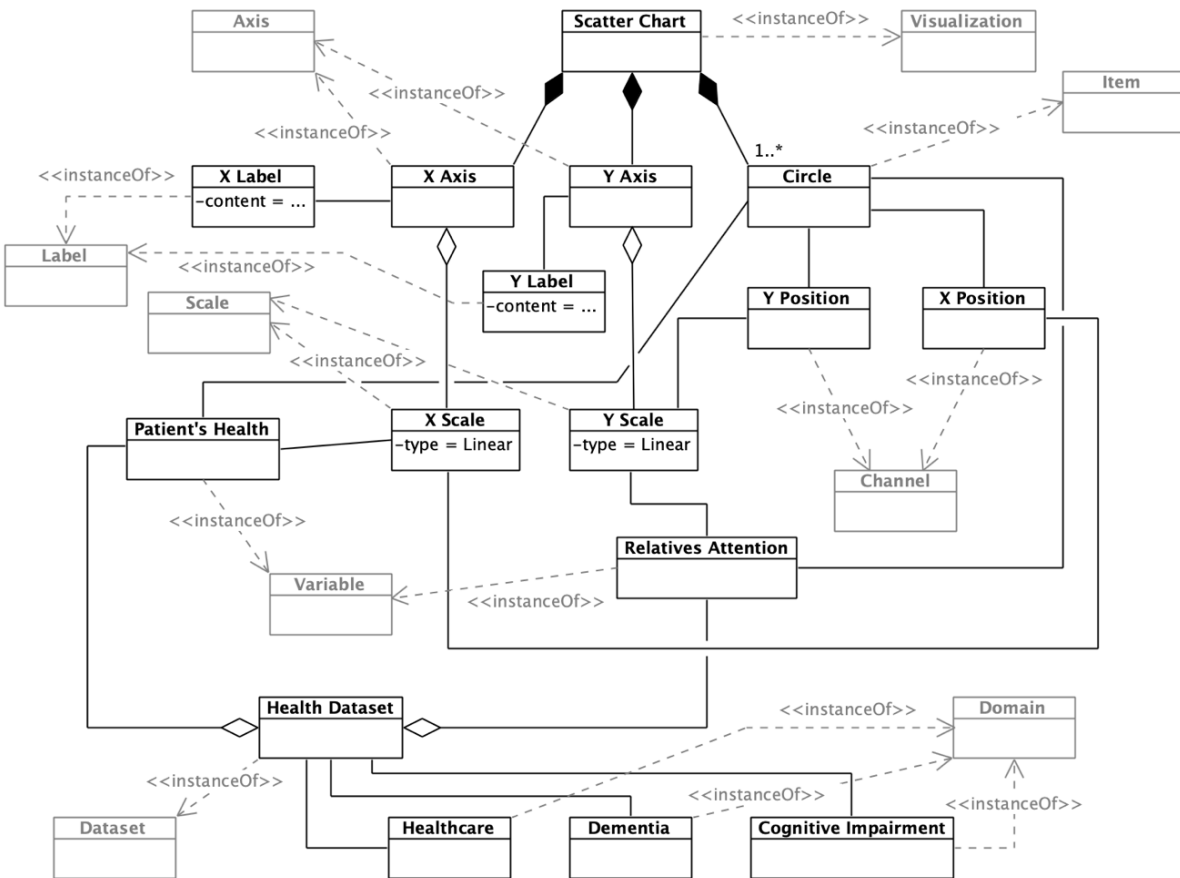 Axis
Scatter Chart
<<instanceOf>>
Visualization
Item
<<instanceOf>>
<<instanceOf>>
<<instanceOf>>
1..*
<<instanceOf>>
X Label
-content = ...
X Axis
Y Axis
Circle
Label
<<instanceOf>>
Y Label
-content = ...
Scale
Y Position
X Position
<<instanceOf>>
<<instanceOf>>
<<instanceOf>>
Patient's Health
X Scale
-type = Linear
Y Scale
-type = Linear
Channel
<<instanceOf>>
Relatives Attention
Variable
<<instanceOf>>
Health Dataset
<<instanceOf>>
Domain
<<instanceOf>>
<<instanceOf>>
<<instanceOf>>
Dataset
Healthcare
Dementia
Cognitive Impairment